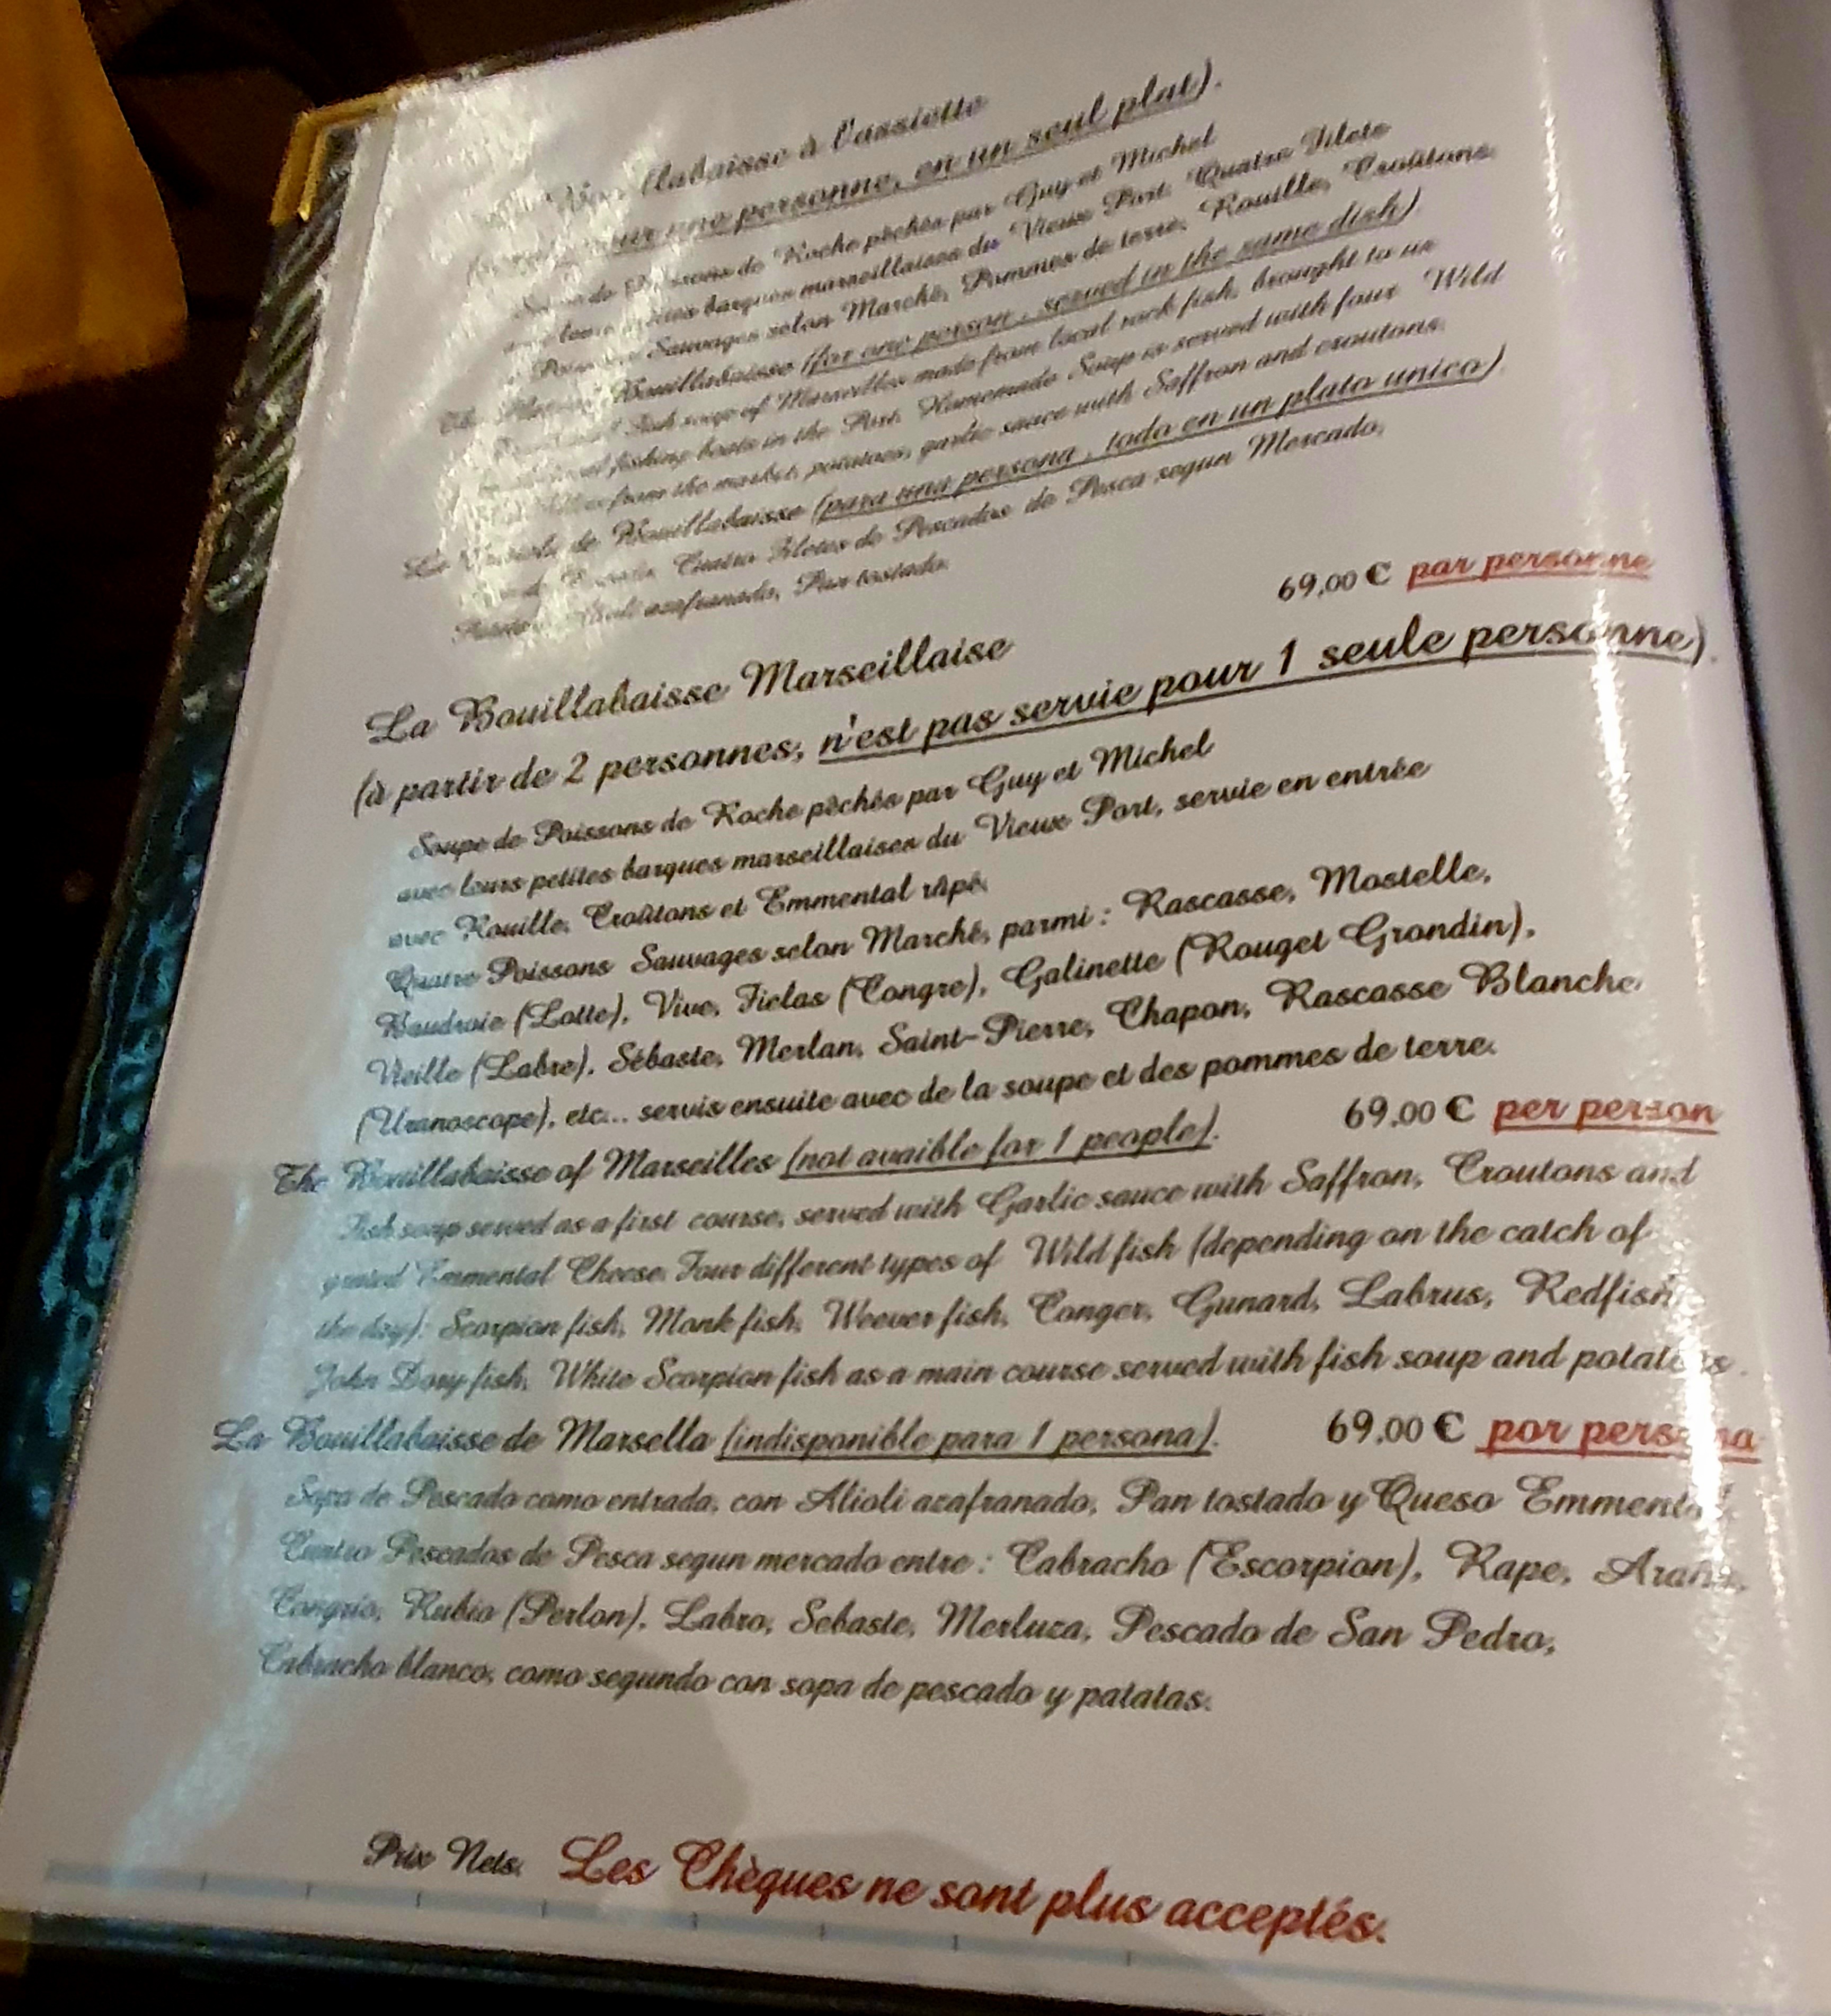 à l'assiette
une personne, en un seul plat).
de Roche pêchés par Guy et Michel
barques marseillaises du Vieux Port. Quatre Filets
Sauvages selon Marché, Pommes de terre, Rouille, Croûtons.
Bouillabaisse (for one person, served in the same dish).
fish soup of Marseilles made from local rock fish, brought to us
fishing boats in the Port. Homemade Soup is served with four Wild
from the market, potatoes, garlic sauce with Saffron and croutons.
de Bouillabaisse (para una persona, todo en un plato unico).
Cuatro Filetes de Pescados de Pesca segun Mercado,
azafranado, Pan tostado.
La Bouillabaisse Marseillaise 69,00 € par personne
(à partir de 2 personnes, n'est pas servie pour 1 seule personne).
Soupe de Poissons de Roche pêchés par Guy et Michel
avec leurs petites barques marseillaises du Vieux Port, servie en entrée
avec Rouille, Croûtons et Emmental râpé.
Quatre Poissons Sauvages selon Marché, parmi : Rascasse, Mostelle,
Baudroie (Lotte), Vive, Fielas (Congre), Galinette (Rouget Grondin),
Vieille (Labre), Sébaste, Merlan, Saint-Pierre, Chapon, Rascasse Blanche
(Uranoscope), etc... servis ensuite avec de la soupe et des pommes de terre.
The Bouillabaisse of Marseilles (not avaible for 1 people). 69,00 € per person
Fish soup served as a first course, served with Garlic sauce with Saffron, Croutons and
grated Emmental Cheese. Four different types of Wild fish (depending on the catch of
the day): Scorpion fish, Monk fish, Weever fish, Conger, Gunard, Labrus, Redfish
John Dory fish, White Scorpion fish as a main course served with fish soup and potatoes.
La Bouillabaisse de Marsella (indisponible para 1 persona). 69,00 € por persona
Sopa de Pescado como entrada, con Alioli azafranado, Pan tostado y Queso Emmental.
Cuatro Pescados de Pesca segun mercado entre : Cabracho (Escorpion), Rape, Araña,
Congrio, Rubio (Perlon), Labro, Sebaste, Merluza, Pescado de San Pedro,
Cabracho blanco, como segundo con sopa de pescado y patatas.
Prix Nets. Les Chèques ne sont plus acceptés.